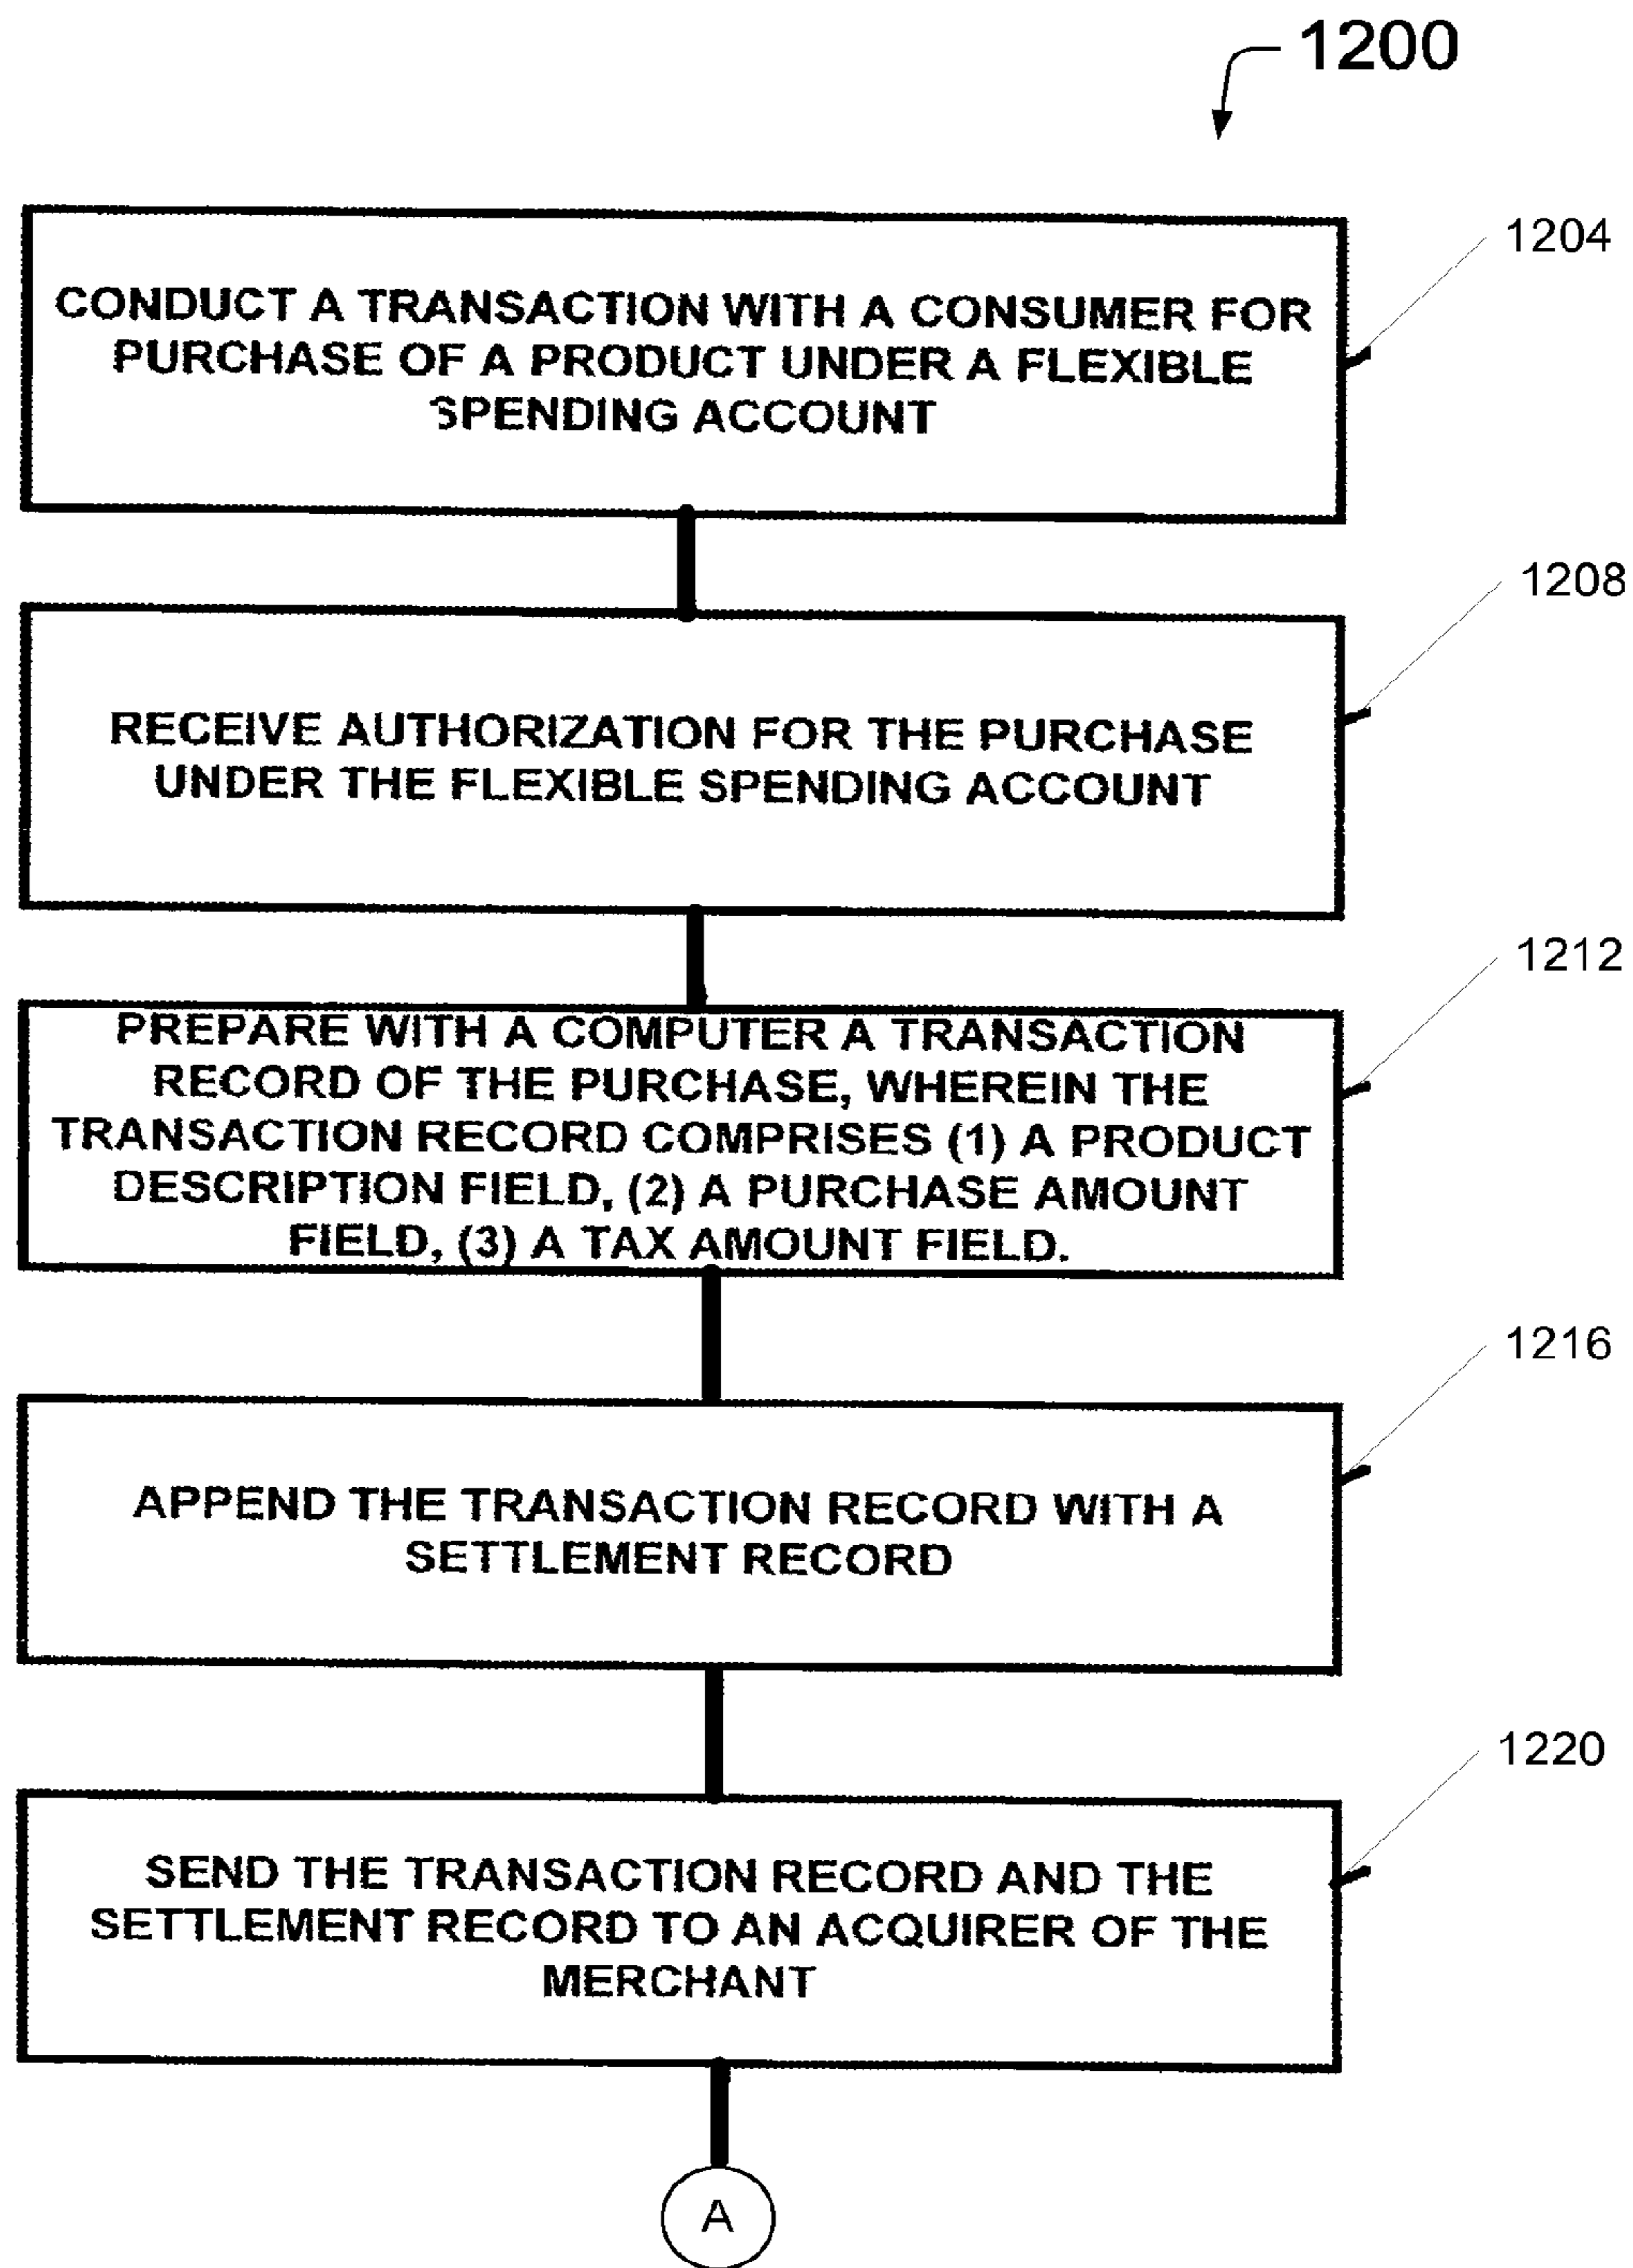 1200
CONDUCT A TRANSACTION WITH A CONSUMER FOR
PURCHASE OF A PRODUCT UNDER A FLEXIBLE
SPENDING ACCOUNT
1204
RECEIVE AUTHORIZATION FOR THE PURCHASE
UNDER THE FLEXIBLE SPENDING ACCOUNT
1208
PREPARE WITH A COMPUTER A TRANSACTION
RECORD OF THE PURCHASE, WHEREIN THE
TRANSACTION RECORD COMPRISES (1) A PRODUCT
DESCRIPTION FIELD, (2) A PURCHASE AMOUNT
FIELD, (3) A TAX AMOUNT FIELD.
1212
APPEND THE TRANSACTION RECORD WITH A
SETTLEMENT RECORD
1216
SEND THE TRANSACTION RECORD AND THE
SETTLEMENT RECORD TO AN ACQUIRER OF THE
MERCHANT
1220
A